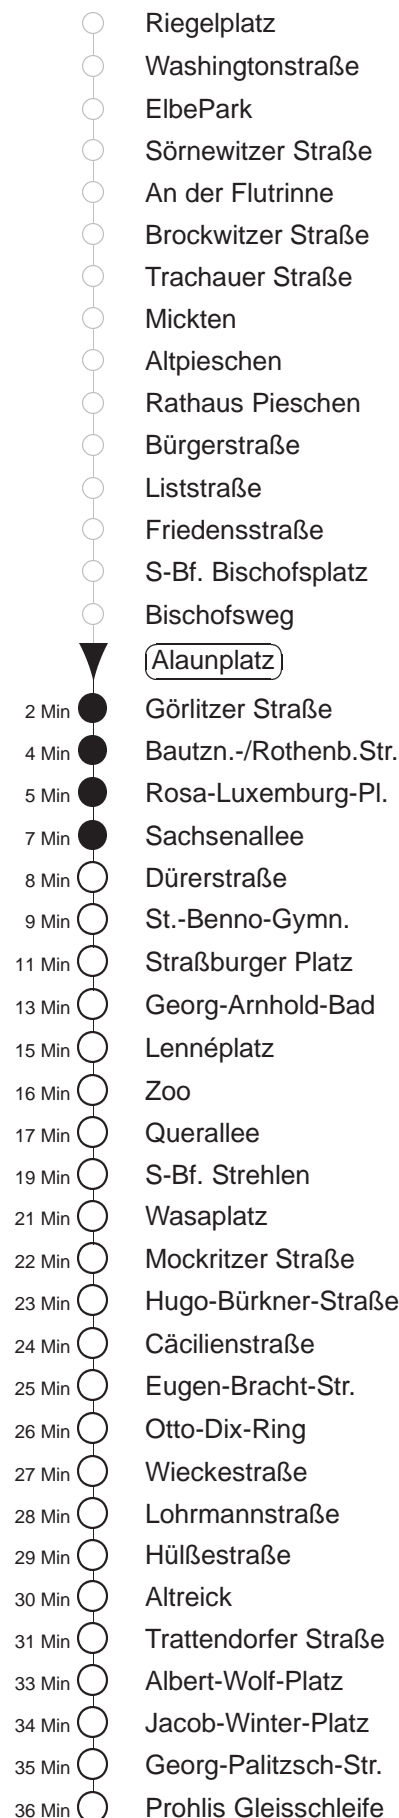 Riegelplatz
Washingtonstraße
ElbePark
Sörnewitzer Straße
An der Flutrinne
Brockwitzer Straße
Trachauer Straße
Mickten
Altpieschen
Rathaus Pieschen
Bürgerstraße
Liststraße
Friedensstraße
S-Bf. Bischofsplatz
Bischofsweg
Alaunplatz
2 Min Görlitzer Straße
4 Min Bautzn.-/Rothenb.Str.
5 Min Rosa-Luxemburg-Pl.
7 Min Sachsenallee
8 Min Dürerstraße
9 Min St.-Benno-Gymn.
11 Min Straßburger Platz
13 Min Georg-Arnhold-Bad
15 Min Lennéplatz
16 Min Zoo
17 Min Querallee
19 Min S-Bf. Strehlen
21 Min Wasaplatz
22 Min Mockritzer Straße
23 Min Hugo-Bürkner-Straße
24 Min Cäcilienstraße
25 Min Eugen-Bracht-Str.
26 Min Otto-Dix-Ring
27 Min Wieckestraße
28 Min Lohrmannstraße
29 Min Hülßestraße
30 Min Altreick
31 Min Trattendorfer Straße
33 Min Albert-Wolf-Platz
34 Min Jacob-Winter-Platz
35 Min Georg-Palitzsch-Str.
36 Min Prohlis Gleisschleife